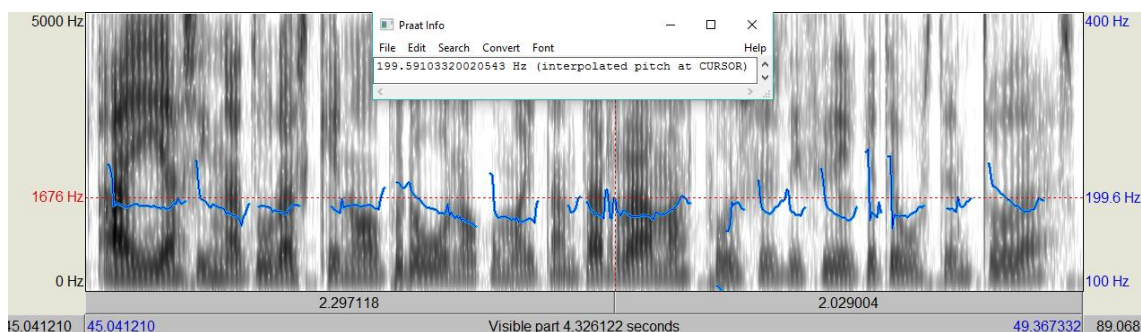 5000 Hz
Praat Info
400 Hz
File Edit Search Convert Font Help
199.59103320020543 Hz (interpolated pitch at CURSOR)
1676 Hz
199.6 Hz
0 Hz
100 Hz
2.297118
2.029004
45.041210
Visible part 4.326122 seconds
49.367332
89.068